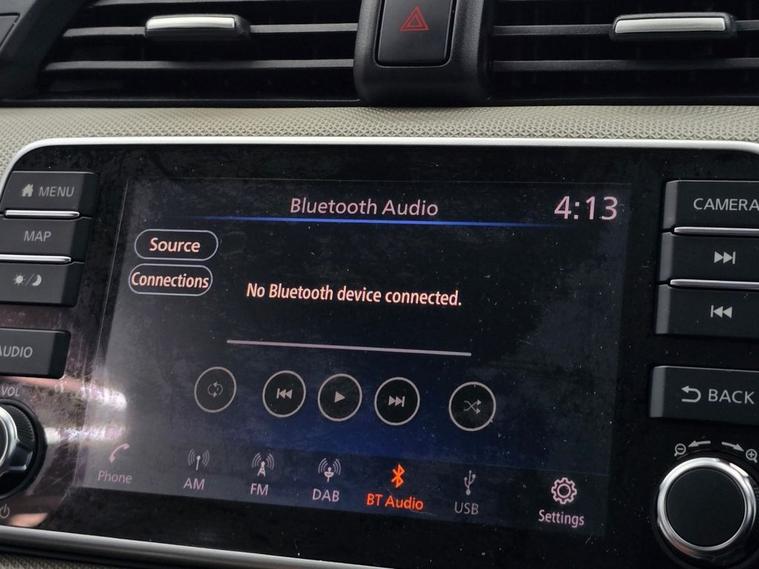 MENU
MAP
AUDIO
VOL
Bluetooth Audio
4:13
Source
Connections
No Bluetooth device connected.
Phone
AM
FM
DAB
BT Audio
USB
Settings
CAMERA
BACK